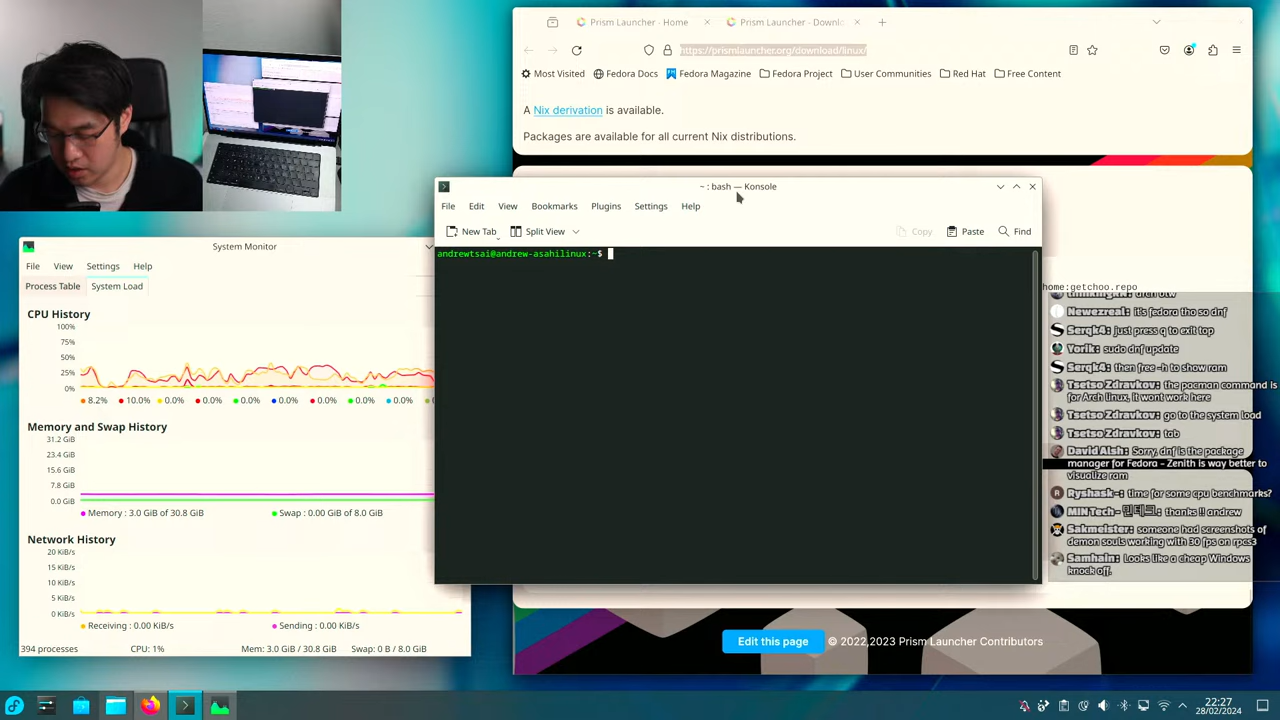 Prism Launcher - Home
Prism Launcher - Downlo
https://prismlauncher.org/download/linux/
Most Visited
Fedora Docs
Fedora Magazine
Fedora Project
User Communities
Red Hat
Free Content
A Nix derivation is available.
Packages are available for all current Nix distributions.
~ : bash — Konsole
File
Edit
View
Bookmarks
Plugins
Settings
Help
New Tab
Split View
Copy
Paste
Find
andrewtsai@andrew-asahilinux:~$
System Monitor
File
View
Settings
Help
Process Table
System Load
CPU History
100%
75%
50%
25%
0%
8.2%
10.0%
0.0%
0.0%
0.0%
0.0%
0.0%
0.0%
0.0%
Memory and Swap History
31.2 GiB
23.4 GiB
15.6 GiB
7.8 GiB
0.0 GiB
Memory : 3.0 GiB of 30.8 GiB
Swap : 0.00 GiB of 8.0 GiB
Network History
20 KiB/s
15 KiB/s
10 KiB/s
5 KiB/s
0 KiB/s
Receiving : 0.00 KiB/s
Sending : 0.00 KiB/s
394 processes
CPU: 1%
Mem: 3.0 GiB / 30.8 GiB
Swap: 0 B / 8.0 GiB
home:getchoo.repo
Newezreal: it's fedora tho so dnf
Serqk4: just press q to exit top
Yorik: sudo dnf update
Serqk4: then free -h to show ram
Tsetso Zdravkov: the pacman command is
for Arch linux, it wont work here
Tsetso Zdravkov: go to the system load
Tsetso Zdravkov: tab
David Alsh: Sorry, dnf is the package
manager for Fedora - Zenith is way better to
visualize ram
Ryshask-: time for some cpu benchmarks?
MIN Tech - 민테크: thanks !! andrew
Sakmeister: someone had screenshots of
demon souls working with 30 fps on rpcs3
Samhain: Looks like a cheap Windows
knock off.
Edit this page
© 2022,2023 Prism Launcher Contributors
22:27
28/02/2024